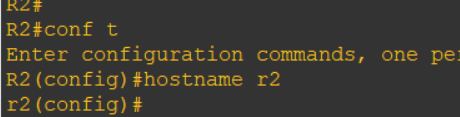 R2#
R2#conf t
Enter configuration commands, one
R2(config)#hostname r2
r2(config)#